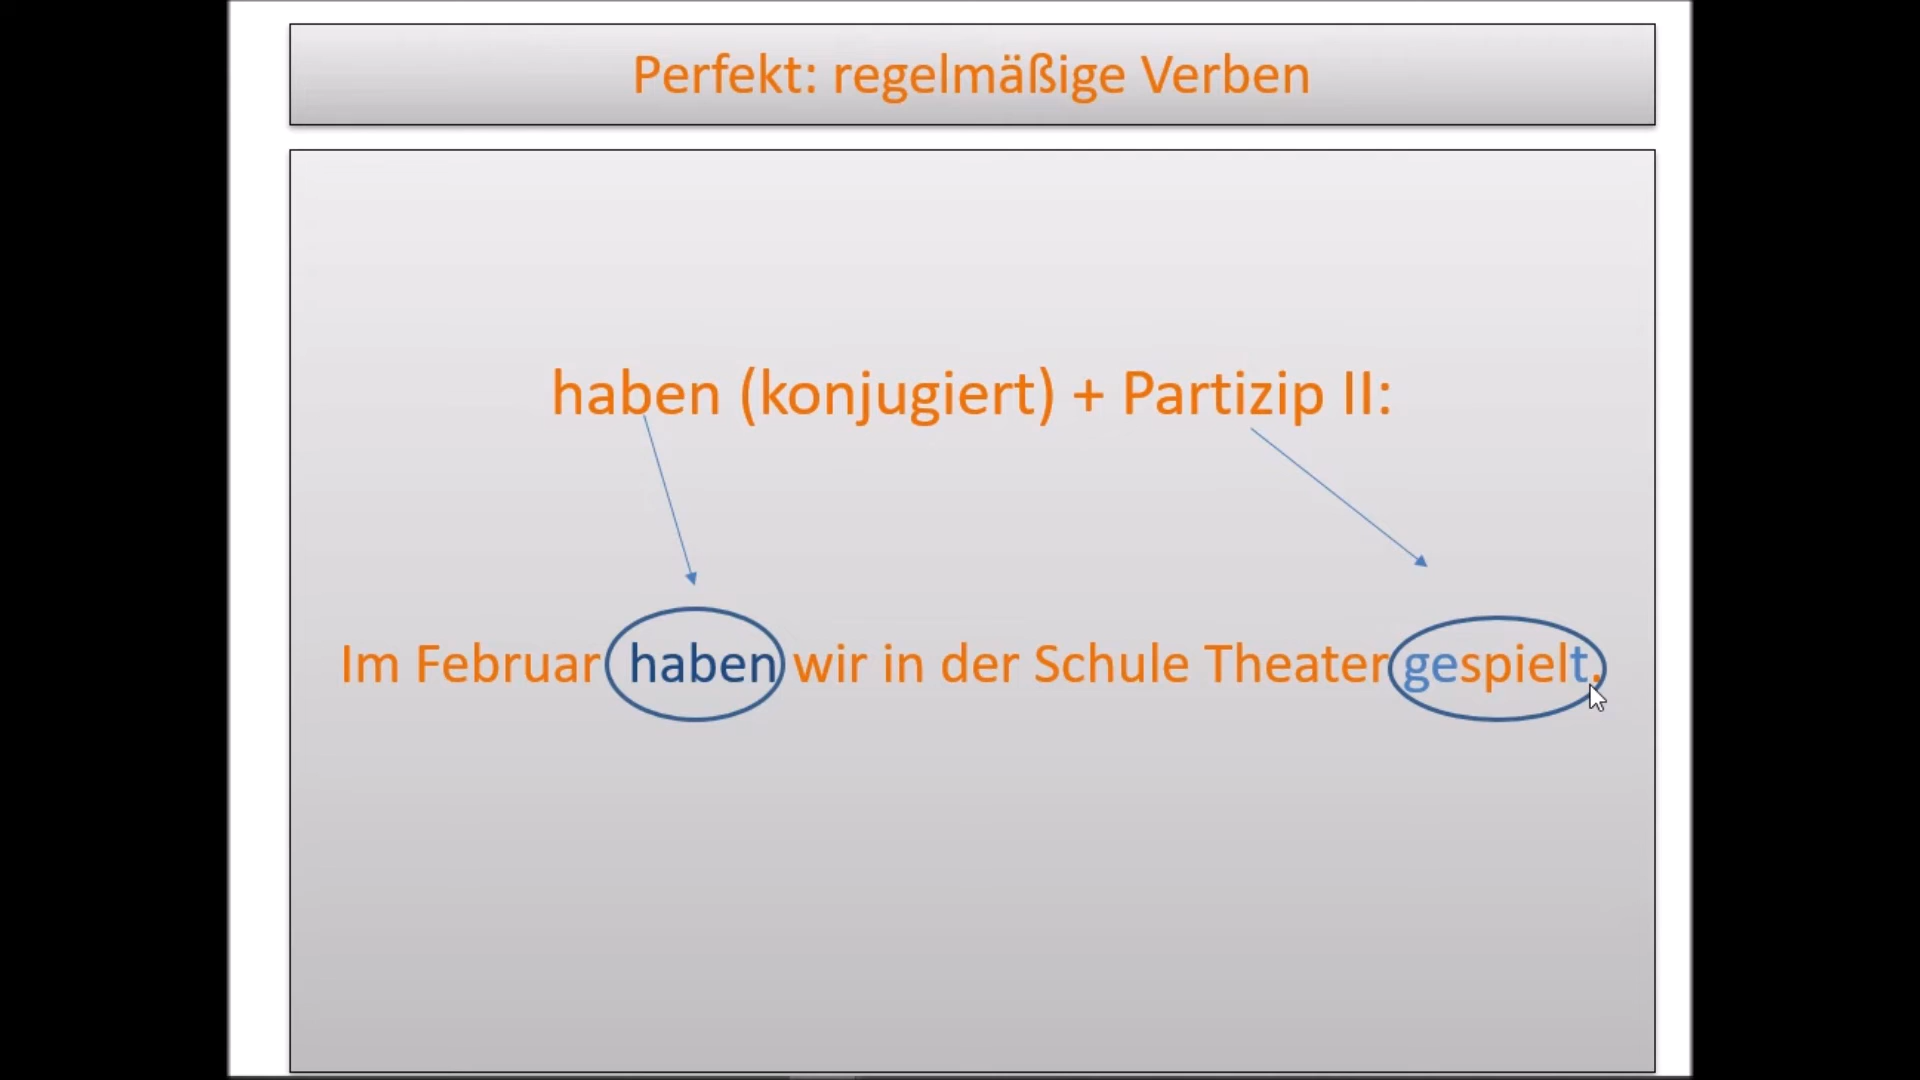 Perfekt: regelmäßige Verben
haben (konjugiert) + Partizip II:
Im Februar haben wir in der Schule Theater gespielt.